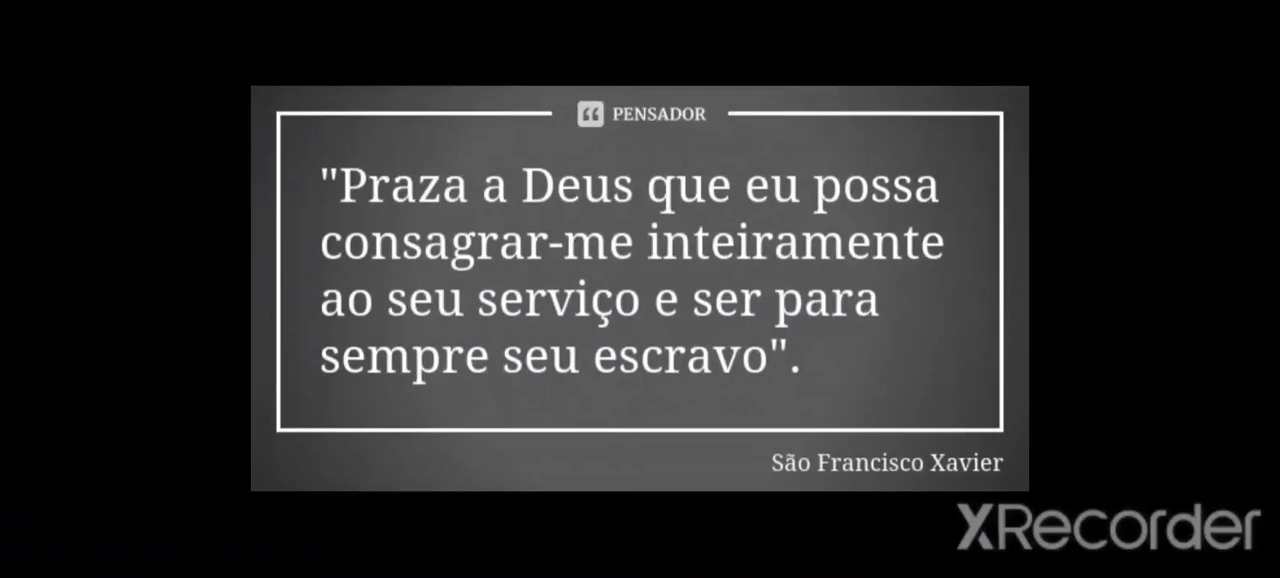 PENSADOR
"Praza a Deus que eu possa
consagrar-me inteiramente
ao seu serviço e ser para
sempre seu escravo".
São Francisco Xavier
XRecorder